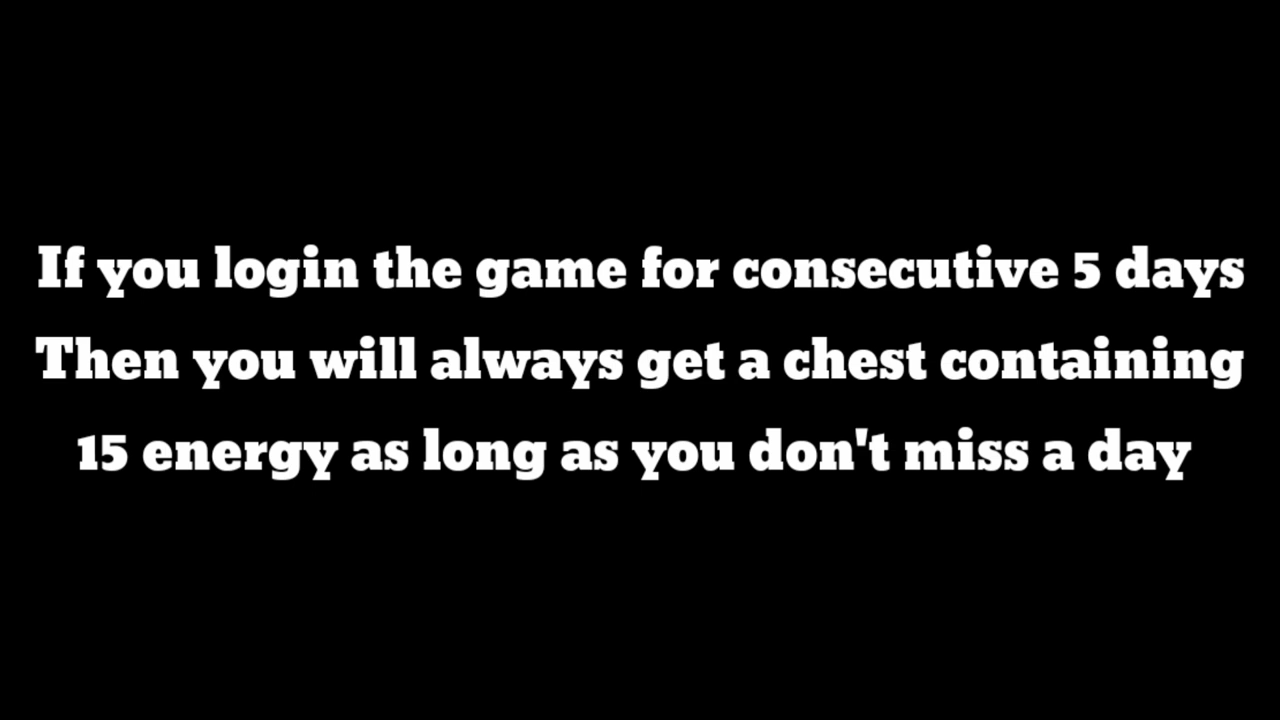 If you login the game for consecutive 5 days
Then you will always get a chest containing
15 energy as long as you don't miss a day